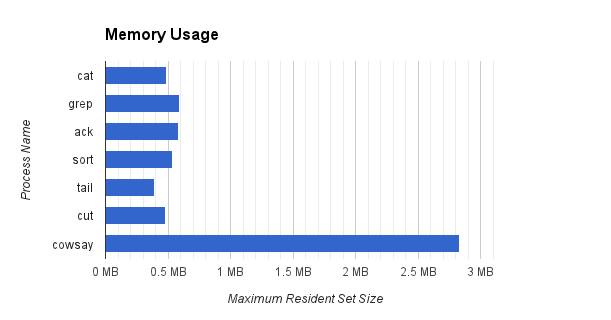 Memory Usage
cat
grep
ack
sort
tail
cut
cowsay
Process Name
0 MB 0.5 MB 1 MB 1.5 MB 2 MB 2.5 MB 3 MB
Maximum Resident Set Size